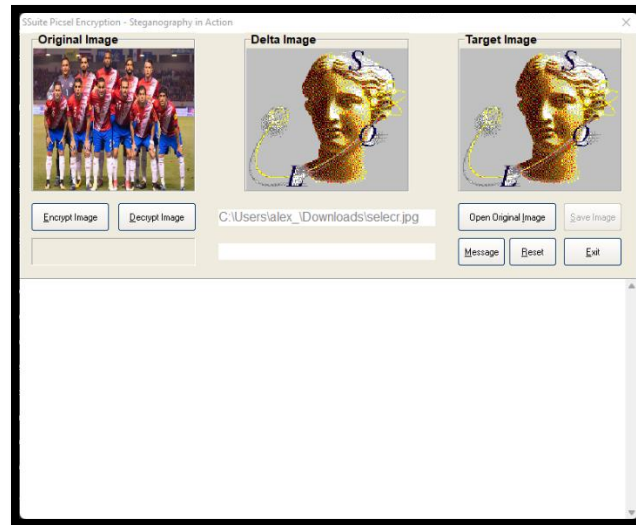 SSuite Picsel Encryption - Steganography in Action
Original Image
Delta Image
Target Image
S
Q
L
S
Q
L
Encrypt Image
Decrypt Image
C:\Users\alex_\Downloads\selecr.jpg
Open Original Image
Save Image
Message
Reset
Exit